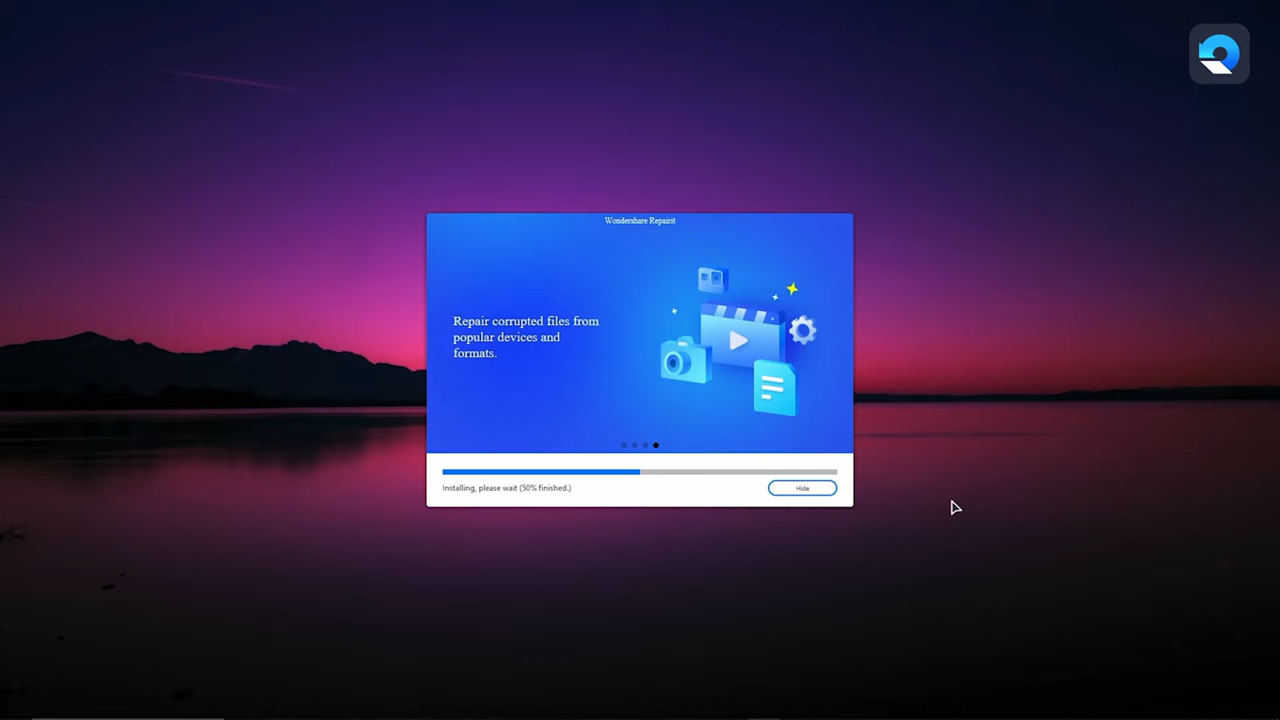 Wondershare Repairit
Repair corrupted files from
popular devices and
formats.
Installing, please wait (50% finished.)
Hide